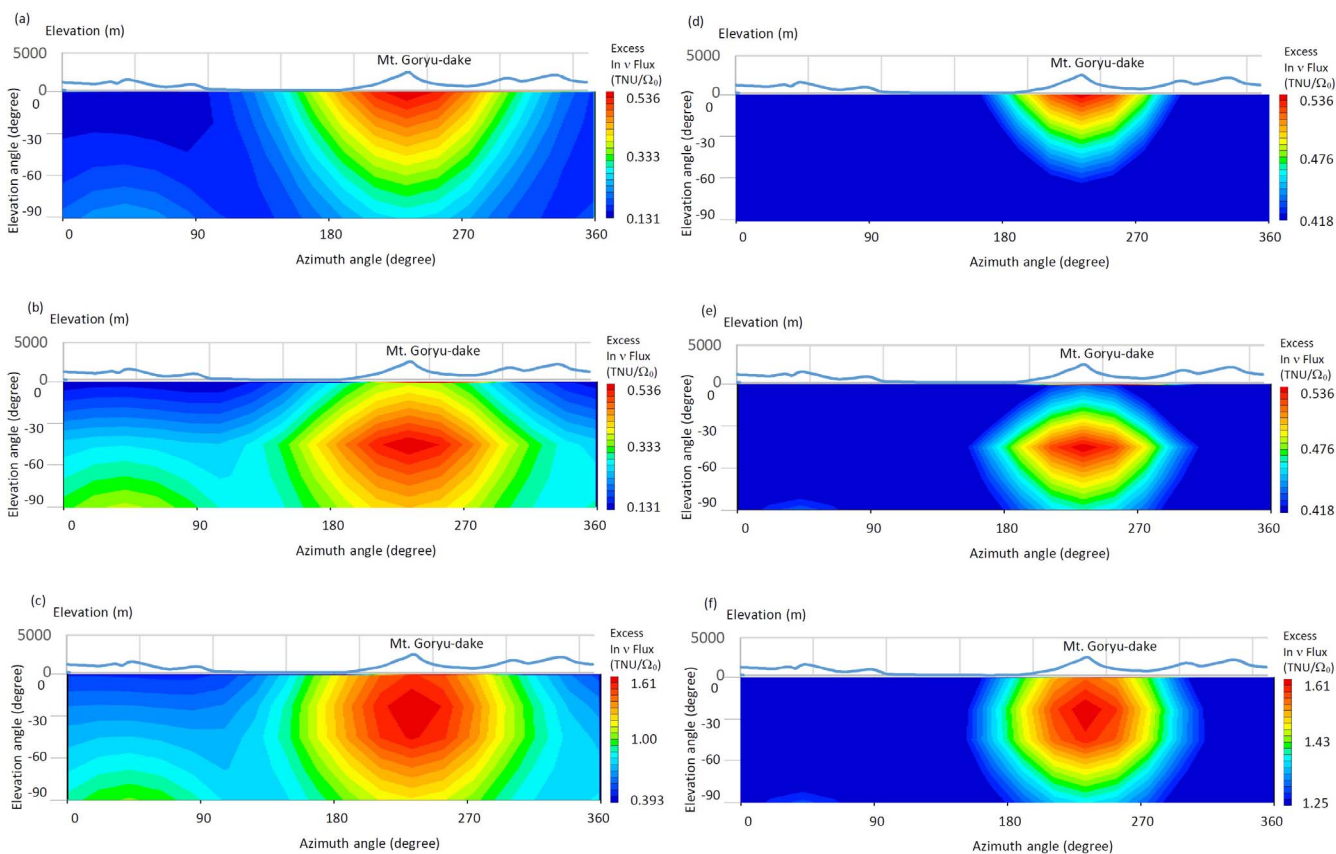 (a)
Elevation (m)
5000
0
Mt. Goryu-dake
Excess
In ν Flux
(TNU/Ω₀)
0.536
0.333
0.131
Elevation angle (degree)
0
-30
-60
-90
0 90 180 270 360
Azimuth angle (degree)
(b)
Elevation (m)
5000
0
Mt. Goryu-dake
Excess
In ν Flux
(TNU/Ω₀)
0.536
0.333
0.131
Elevation angle (degree)
0
-30
-60
-90
0 90 180 270 360
Azimuth angle (degree)
(c)
Elevation (m)
5000
0
Mt. Goryu-dake
Excess
In ν Flux
(TNU/Ω₀)
1.61
1.00
0.393
Elevation angle (degree)
0
-30
-60
-90
0 90 180 270 360
Azimuth angle (degree)
(d)
Elevation (m)
5000
0
Mt. Goryu-dake
Excess
In ν Flux
(TNU/Ω₀)
0.536
0.476
0.418
Elevation angle (degree)
0
-30
-60
-90
0 90 180 270 360
Azimuth angle (degree)
(e)
Elevation (m)
5000
0
Mt. Goryu-dake
Excess
In ν Flux
(TNU/Ω₀)
0.536
0.476
0.418
Elevation angle (degree)
0
-30
-60
-90
0 90 180 270 360
Azimuth angle (degree)
(f)
Elevation (m)
5000
0
Mt. Goryu-dake
Excess
In ν Flux
(TNU/Ω₀)
1.61
1.43
1.25
Elevation angle (degree)
0
-30
-60
-90
0 90 180 270 360
Azimuth angle (degree)